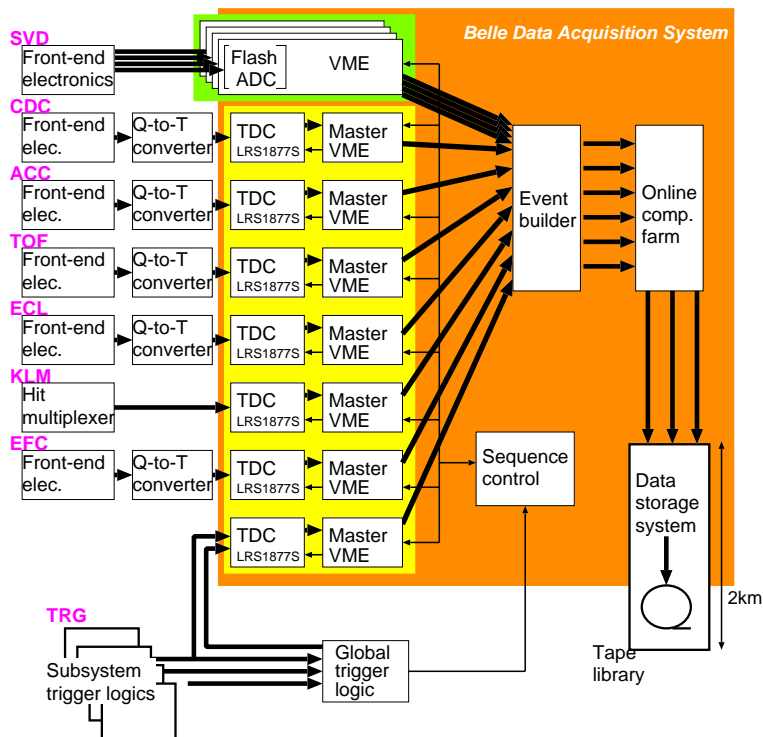 Belle Data Acquisition System
SVD
Front-end
electronics
Flash
ADC
VME
CDC
Front-end
elec.
Q-to-T
converter
TDC
LRS1877S
Master
VME
ACC
Front-end
elec.
Q-to-T
converter
TDC
LRS1877S
Master
VME
TOF
Front-end
elec.
Q-to-T
converter
TDC
LRS1877S
Master
VME
ECL
Front-end
elec.
Q-to-T
converter
TDC
LRS1877S
Master
VME
KLM
Hit
multiplexer
TDC
LRS1877S
Master
VME
EFC
Front-end
elec.
Q-to-T
converter
TDC
LRS1877S
Master
VME
TDC
LRS1877S
Master
VME
Event
builder
Online
comp.
farm
Sequence
control
Data
storage
system
2km
Tape
library
TRG
Subsystem
trigger logics
Global
trigger
logic